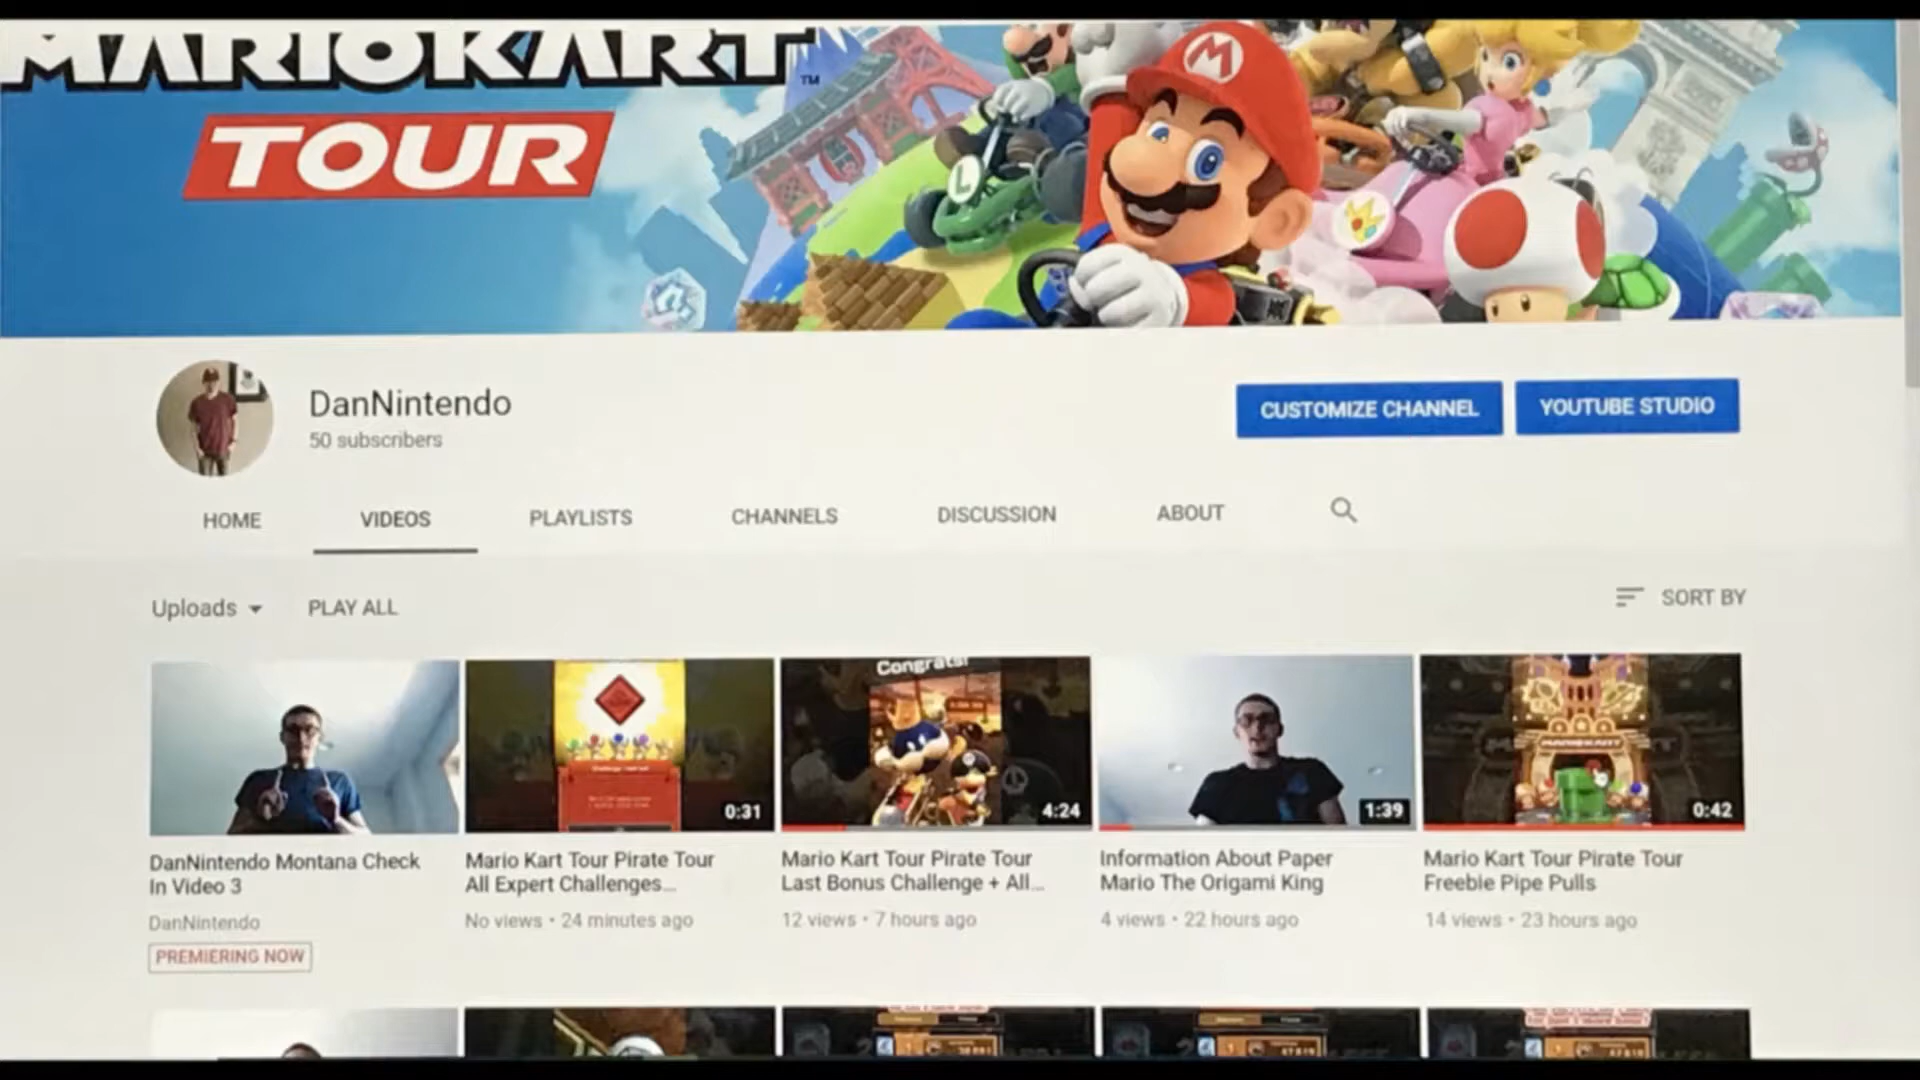 MARIOKART
TM
TOUR
DanNintendo
50 subscribers
CUSTOMIZE CHANNEL
YOUTUBE STUDIO
HOME
VIDEOS
PLAYLISTS
CHANNELS
DISCUSSION
ABOUT
Uploads
PLAY ALL
SORT BY
Congrats!
0:31
4:24
1:39
0:42
DanNintendo Montana Check
In Video 3
DanNintendo
PREMIERING NOW
Mario Kart Tour Pirate Tour
All Expert Challenges...
No views • 24 minutes ago
Mario Kart Tour Pirate Tour
Last Bonus Challenge + All...
12 views • 7 hours ago
Information About Paper
Mario The Origami King
4 views • 22 hours ago
Mario Kart Tour Pirate Tour
Freebie Pipe Pulls
14 views • 23 hours ago